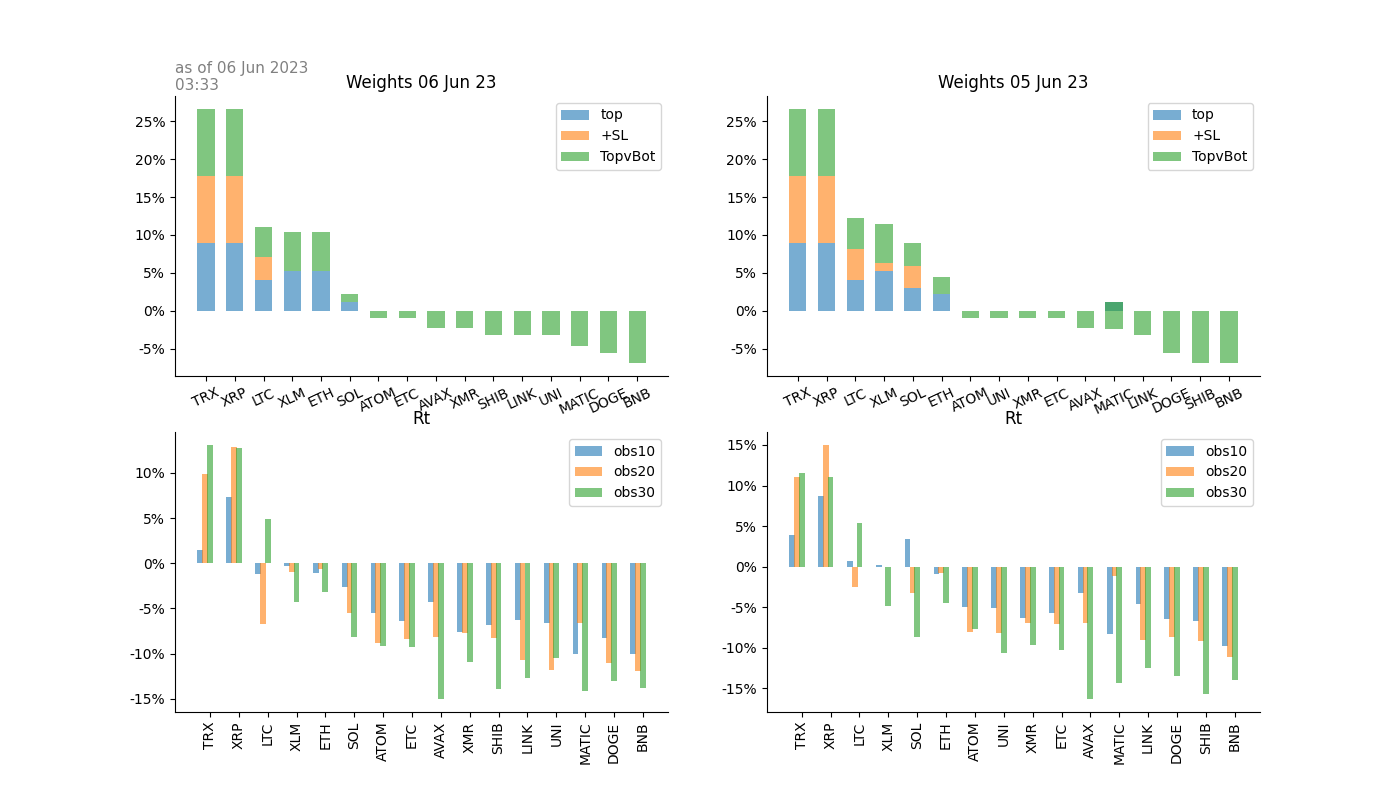 as of 06 Jun 2023
03:33
Weights 06 Jun 23
25%
20%
15%
10%
5%
0%
-5%
top
+SL
TopvBot
TRX XRP LTC XLM ETH SOL ATOM ETC AVAX XMR SHIB LINK UNI MATIC DOGE BNB
Weights 05 Jun 23
25%
20%
15%
10%
5%
0%
-5%
top
+SL
TopvBot
TRX XRP LTC XLM SOL ETH ATOM UNI XMR ETC AVAX MATIC LINK DOGE SHIB BNB
Rt
10%
5%
0%
-5%
-10%
-15%
obs10
obs20
obs30
TRX XRP LTC XLM ETH SOL ATOM ETC AVAX XMR SHIB LINK UNI MATIC DOGE BNB
Rt
15%
10%
5%
0%
-5%
-10%
-15%
obs10
obs20
obs30
TRX XRP LTC XLM SOL ETH ATOM UNI XMR ETC AVAX MATIC LINK DOGE SHIB BNB